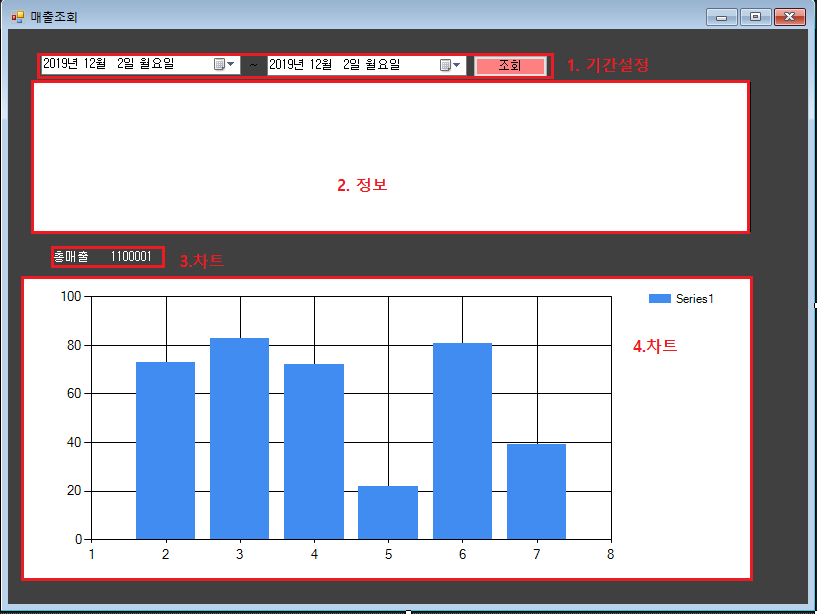 매출조회
2019년 12월 2일 월요일 ~ 2019년 12월 2일 월요일 조회 1. 기간설정
2. 정보
총매출 1100001 3.차트
Series1
4.차트
100
80
60
40
20
0
1 2 3 4 5 6 7 8